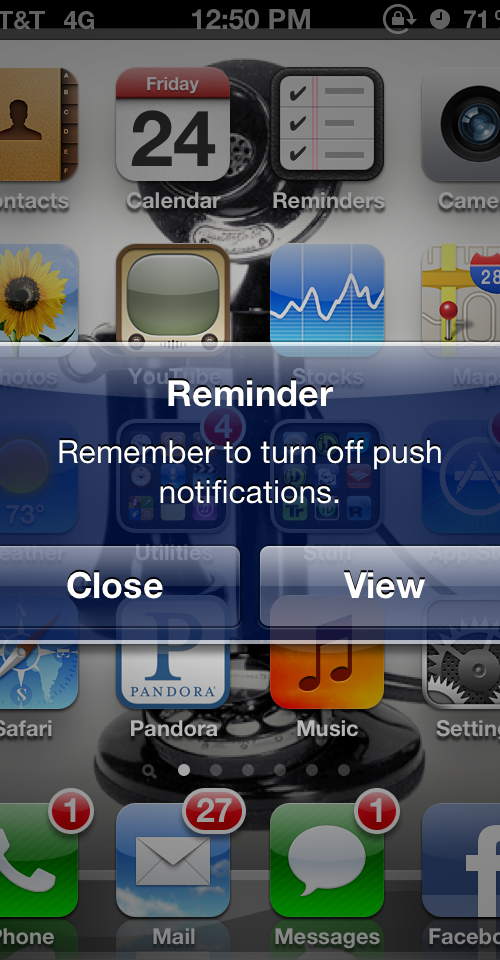 T&T 4G 12:50 PM 71
Friday
A
B
C
D
E
F
24
ontacts Calendar Reminders Came
28
hotos YouTube Stocks Map
Reminder
4
Remember to turn off push
notifications.
73°
eather Utilities Stuff App S
Close View
P
PANDORA
Safari Pandora Music Setting
1 27 1
Phone Mail Messages Facebo